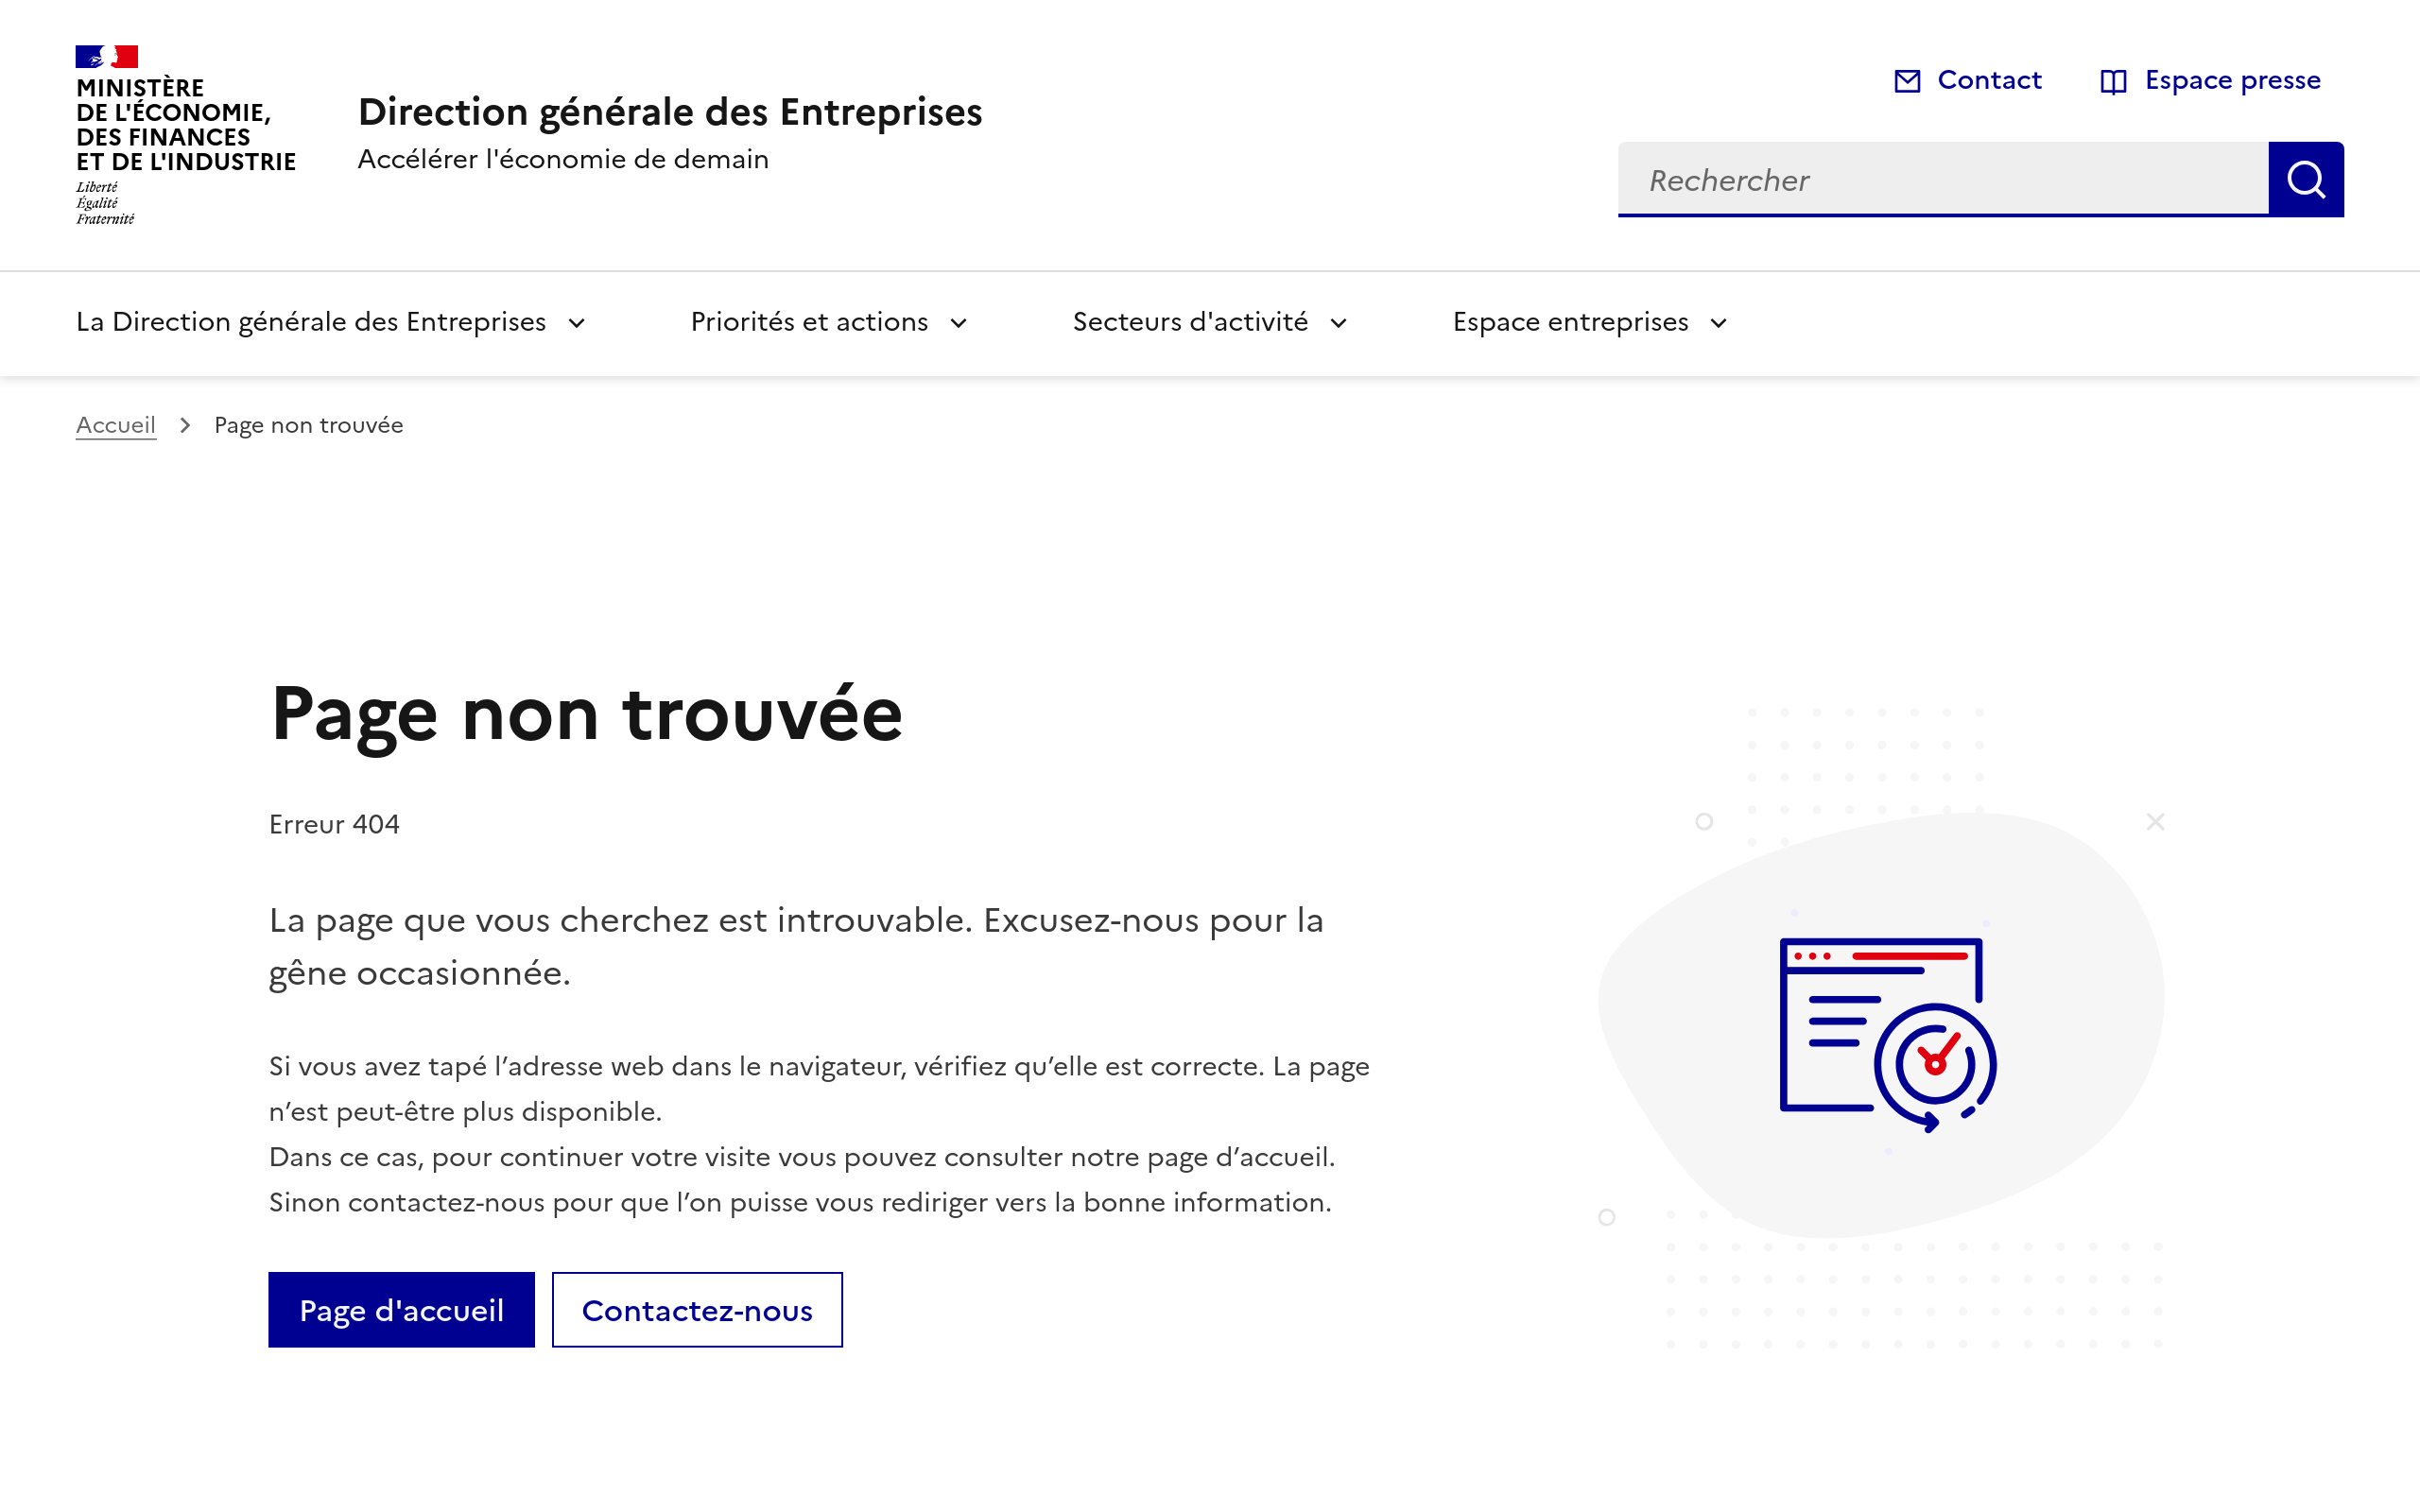 MINISTÈRE
DE L'ÉCONOMIE,
DES FINANCES
ET DE L'INDUSTRIE
Liberté
Égalité
Fraternité
Direction générale des Entreprises
Accélérer l'économie de demain
Contact
Espace presse
Rechercher
La Direction générale des Entreprises
Priorités et actions
Secteurs d'activité
Espace entreprises
Accueil
Page non trouvée
Page non trouvée
Erreur 404
La page que vous cherchez est introuvable. Excusez-nous pour la
gêne occasionnée.
Si vous avez tapé l’adresse web dans le navigateur, vérifiez qu’elle est correcte. La page
n’est peut-être plus disponible.
Dans ce cas, pour continuer votre visite vous pouvez consulter notre page d’accueil.
Sinon contactez-nous pour que l’on puisse vous rediriger vers la bonne information.
Page d'accueil
Contactez-nous